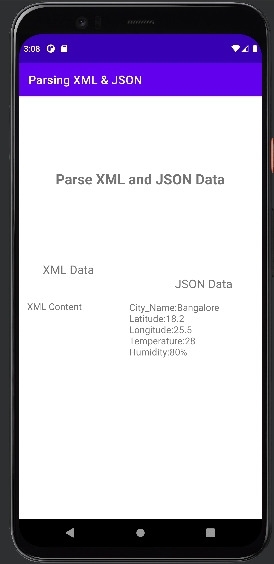 3:08
Parsing XML & JSON
Parse XML and JSON Data
XML Data
JSON Data
XML Content
City_Name:Bangalore
Latitude:18.2
Longitude:25.5
Temperature:28
Humidity:80%